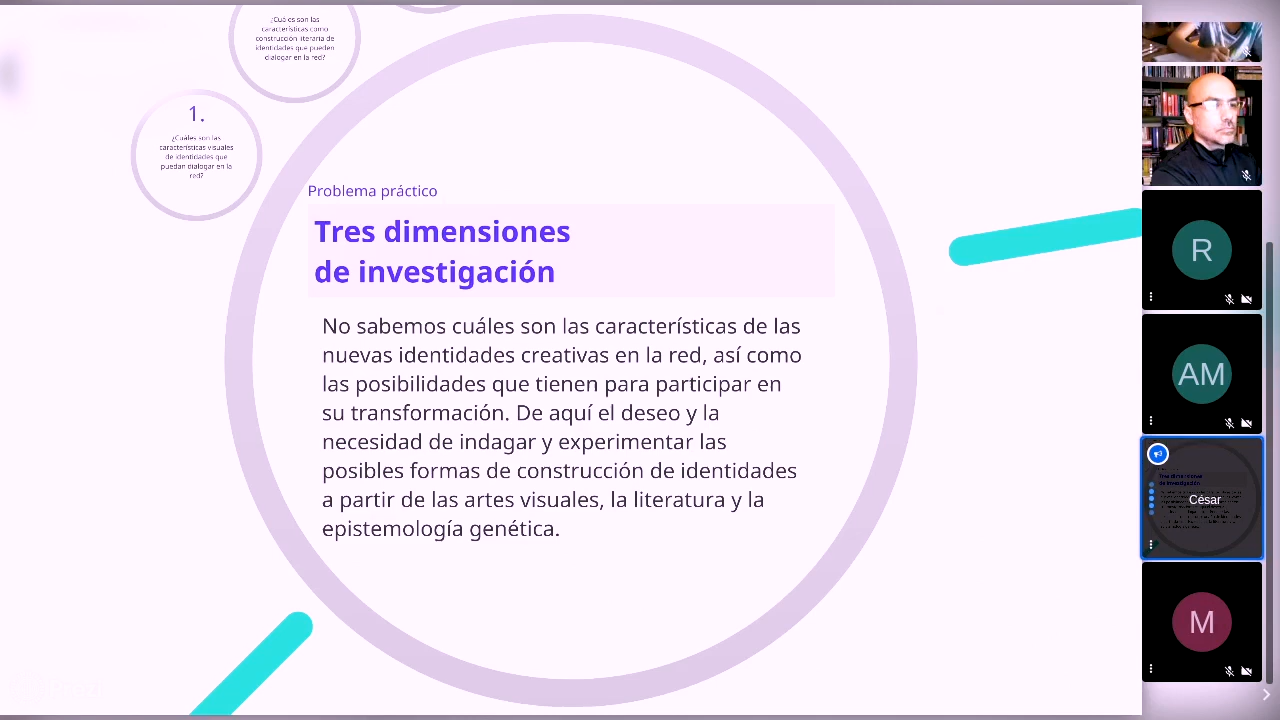 ¿Cuáles son las
características como
construcción literaria de
identidades que pueden
dialogar en la red?
1.
¿Cuáles son las
características visuales
de identidades que
puedan dialogar en la
red?
Problema práctico
Tres dimensiones
de investigación
No sabemos cuáles son las características de las
nuevas identidades creativas en la red, así como
las posibilidades que tienen para participar en
su transformación. De aquí el deseo y la
necesidad de indagar y experimentar las
posibles formas de construcción de identidades
a partir de las artes visuales, la literatura y la
epistemología genética.
R
AM
Tres dimensiones
de investigación
César
M